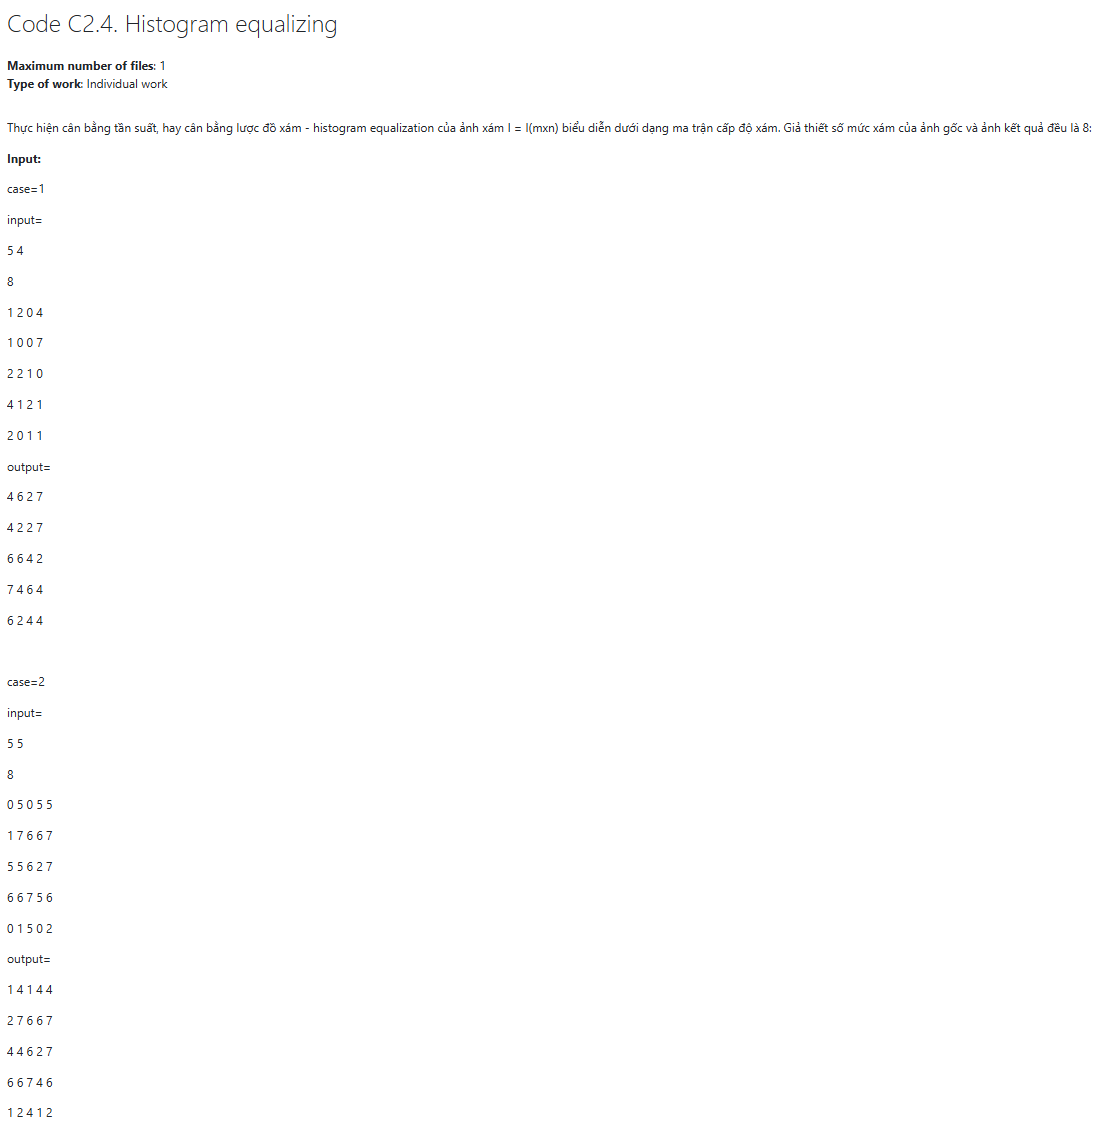 Code C2.4. Histogram equalizing
Maximum number of files: 1
Type of work: Individual work
Thực hiện cân bằng tần suất, hay cân bằng lược đồ xám - histogram equalization của ảnh xám I = I(mxn) biểu diễn dưới dạng ma trận cấp độ xám. Giả thiết số mức xám của ảnh gốc và ảnh kết quả đều là 8:
Input:
case=1
input=
5 4
8
1 2 0 4
1 0 0 7
2 2 1 0
4 1 2 1
2 0 1 1
output=
4 6 2 7
4 2 2 7
6 6 4 2
7 4 6 4
6 2 4 4
case=2
input=
5 5
8
0 5 0 5 5
1 7 6 6 7
5 5 6 2 7
6 6 7 5 6
0 1 5 0 2
output=
1 4 1 4 4
2 7 6 6 7
4 4 6 2 7
6 6 7 4 6
1 2 4 1 2